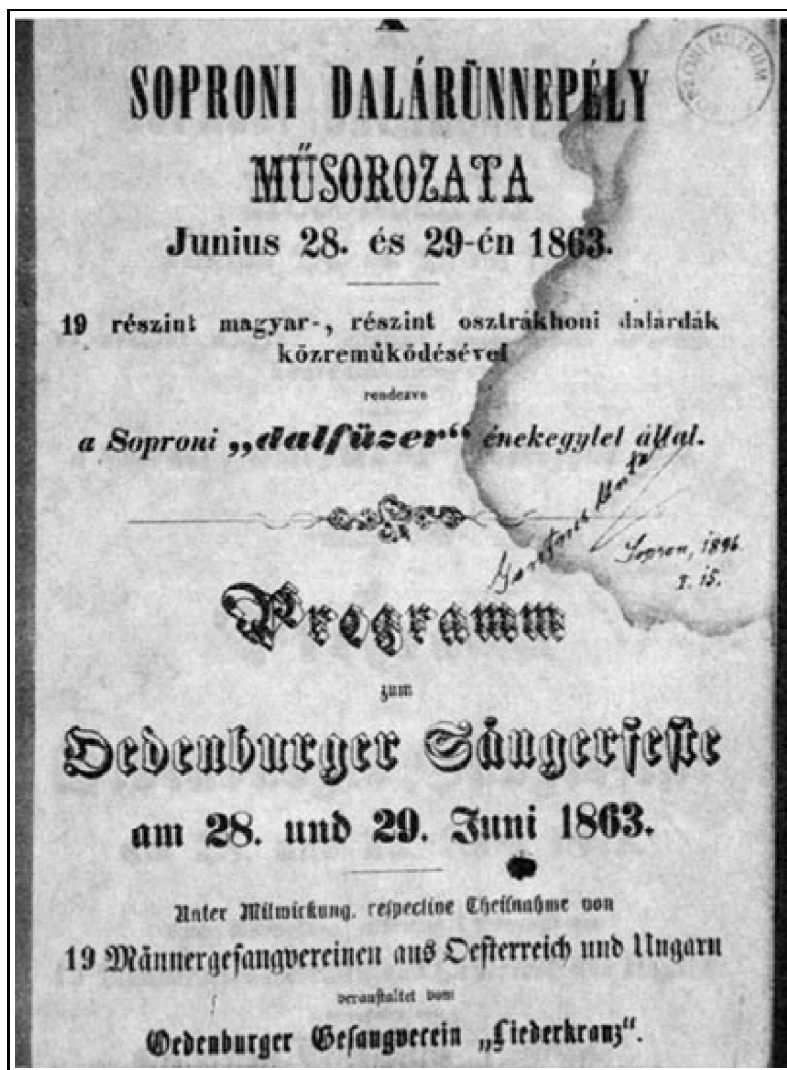 A
SOPRONI DALÁRÜNNEPÉLY
MŰSOROZATA
Junius 28. és 29-én 1863.
19 részint magyar-, részint osztrákhoni dalárdák
közreműködésével
rendezve
a Soproni „dalfüzer“ énekegylet által.
Sopron, 1896.
I. 15.
Programm
zum
Oedenburger Sängerfeste
am 28. und 29. Juni 1863.
Unter Mitwirkung, respective Theilnahme von
19 Männergesangvereinen aus Oesterreich und Ungarn
veranstaltet vom
Oedenburger Gesangverein „Liederkranz“.